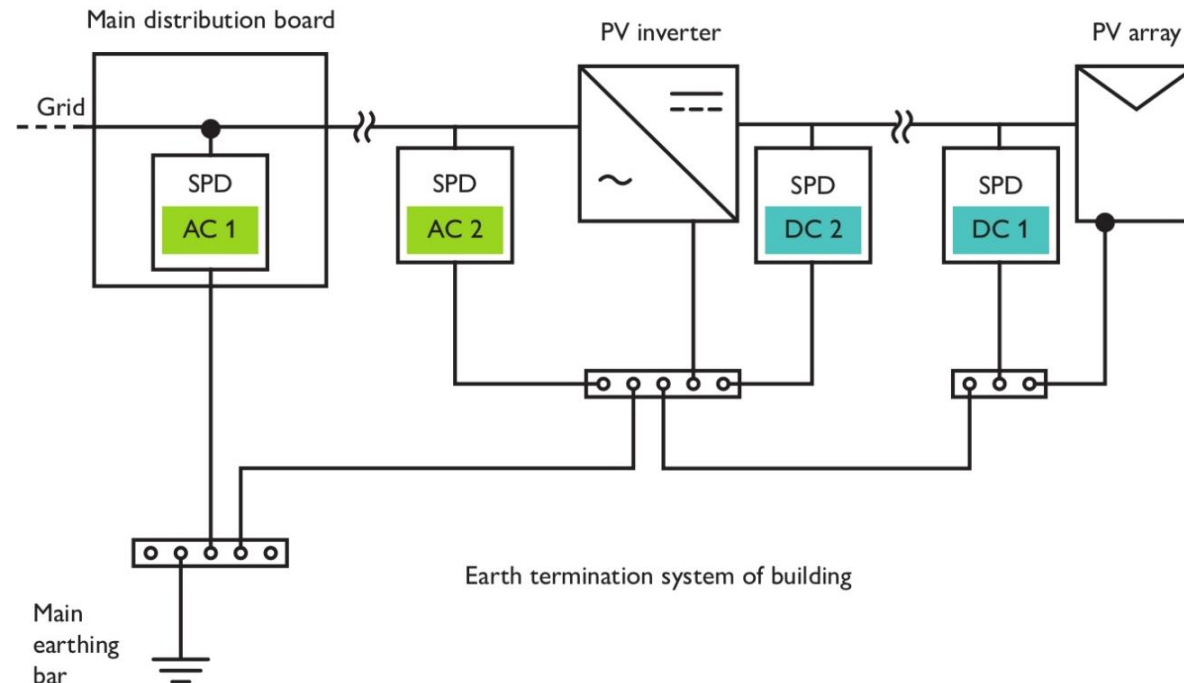 Main distribution board
PV inverter
PV array
Grid
SPD
AC 1
SPD
AC 2
SPD
DC 2
SPD
DC 1
Earth termination system of building
Main
earthing
bar